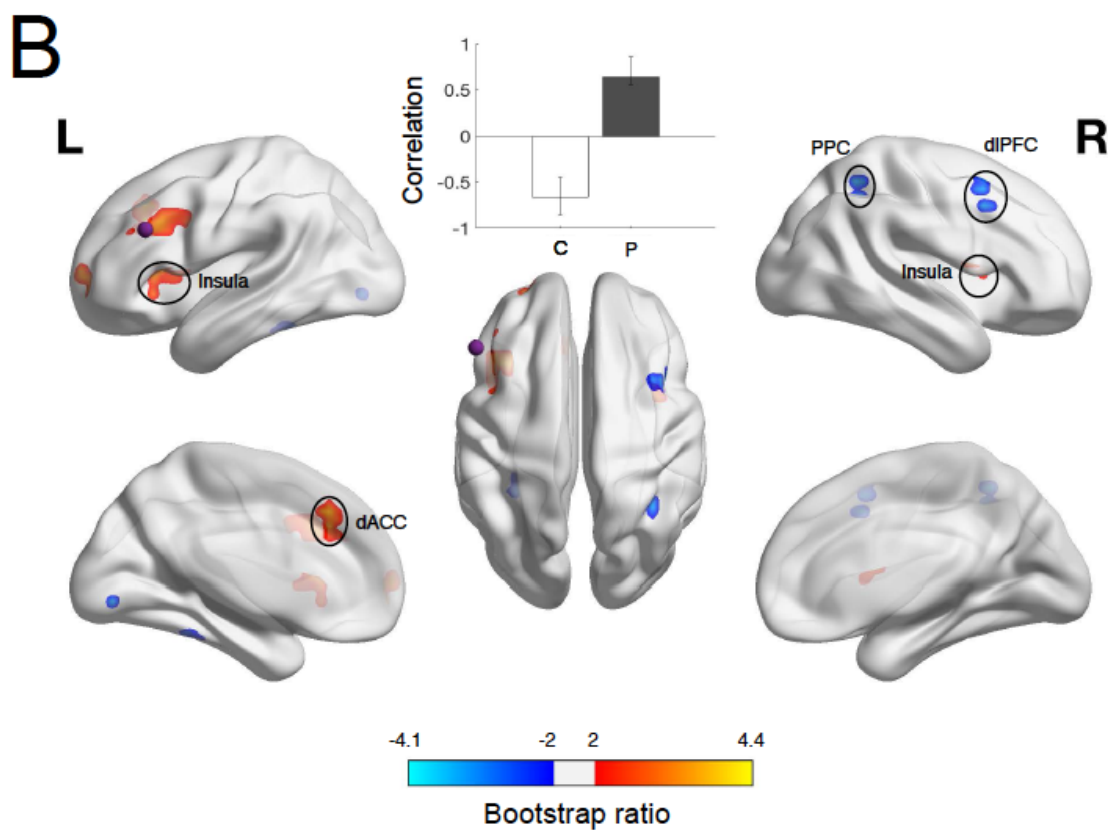 B
L
R
Correlation
1
0.5
0
-0.5
-1
C P
PPC
dlPFC
Insula
Insula
dACC
-4.1 -2 2 4.4
Bootstrap ratio